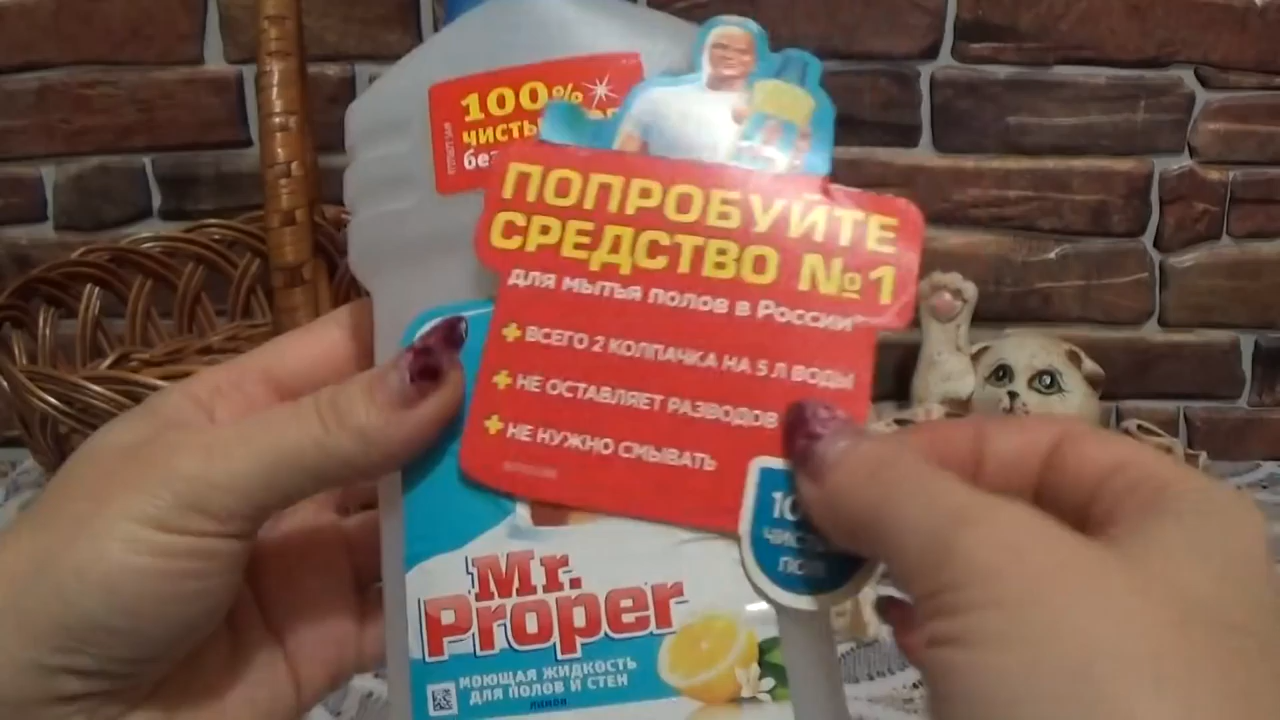 100%
ПОПРОБУЙТЕ
СРЕДСТВО №1
для мытья полов в России*
+ ВСЕГО 2 КОЛПАЧКА НА 5 Л ВОДЫ
+ НЕ ОСТАВЛЯЕТ РАЗВОДОВ
+ НЕ НУЖНО СМЫВАТЬ
Mr.
Proper
МОЮЩАЯ ЖИДКОСТЬ
ДЛЯ ПОЛОВ И СТЕН
ЛИМОН